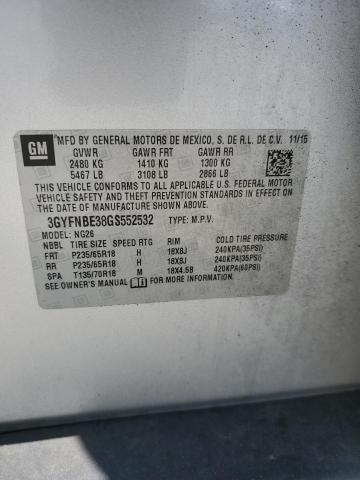 GM
MFD BY GENERAL MOTORS DE MEXICO, S. DE R.L. DE C.V. 11/15
GVWR GAWR FRT GAWR RR
2480 KG 1410 KG 1300 KG
5467 LB 3108 LB 2866 LB
THIS VEHICLE CONFORMS TO ALL APPLICABLE U.S. FEDERAL MOTOR
VEHICLE SAFETY AND THEFT PREVENTION STANDARDS IN EFFECT ON
THE DATE OF MANUFACTURE SHOWN ABOVE.
3GYFNBE38GS552532 TYPE: M.P.V.
MODEL: NG26
NBBL TIRE SIZE SPEED RTG RIM COLD TIRE PRESSURE
FRT P235/65R18 H 18X8J 240KPA(35PSI)
RR P235/65R18 H 18X8J 240KPA(35PSI)
SPA T135/70R18 M 18X4.5B 420KPA(60PSI)
SEE OWNER'S MANUAL FOR MORE INFORMATION.